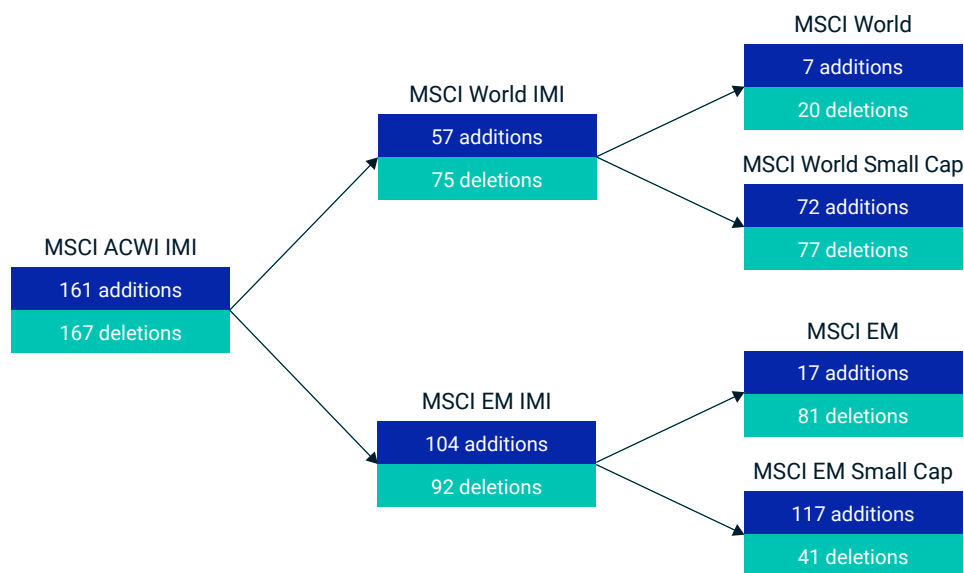 MSCI ACWI IMI
161 additions
167 deletions
MSCI World IMI
57 additions
75 deletions
MSCI EM IMI
104 additions
92 deletions
MSCI World
7 additions
20 deletions
MSCI World Small Cap
72 additions
77 deletions
MSCI EM
17 additions
81 deletions
MSCI EM Small Cap
117 additions
41 deletions